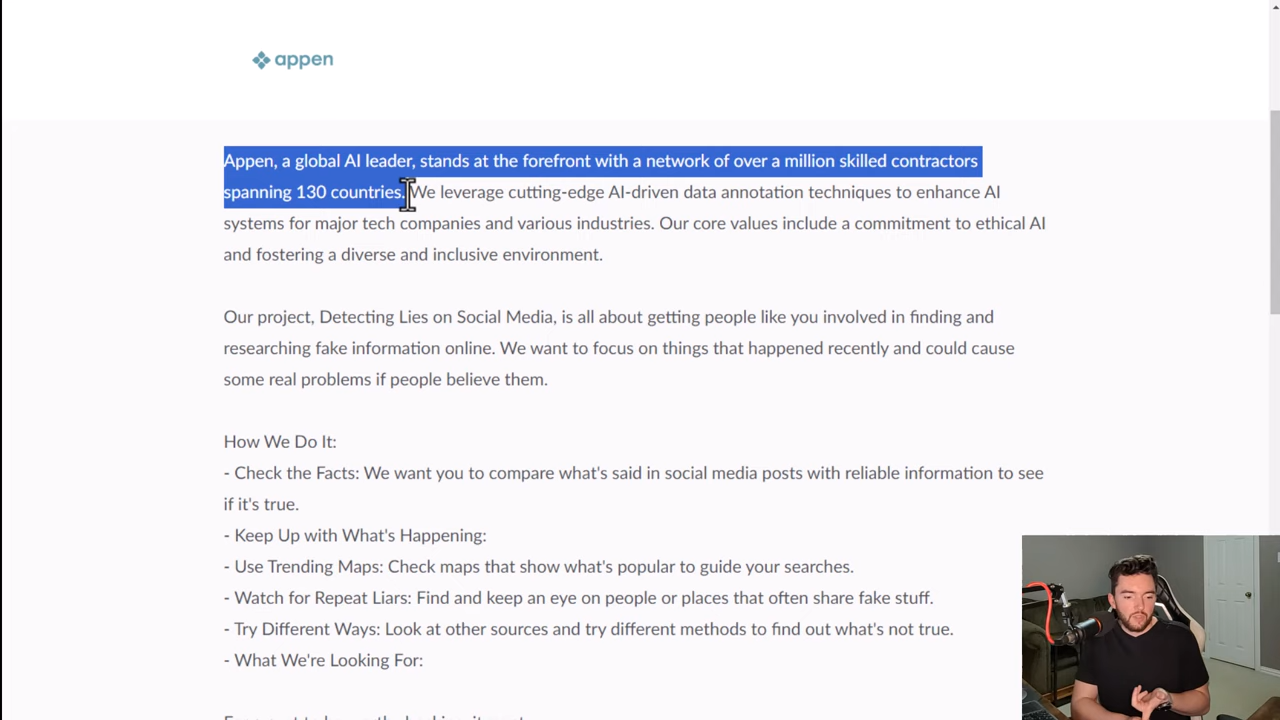 appen
Appen, a global AI leader, stands at the forefront with a network of over a million skilled contractors
spanning 130 countries. We leverage cutting-edge AI-driven data annotation techniques to enhance AI
systems for major tech companies and various industries. Our core values include a commitment to ethical AI
and fostering a diverse and inclusive environment.
Our project, Detecting Lies on Social Media, is all about getting people like you involved in finding and
researching fake information online. We want to focus on things that happened recently and could cause
some real problems if people believe them.
How We Do It:
- Check the Facts: We want you to compare what's said in social media posts with reliable information to see
if it's true.
- Keep Up with What's Happening:
- Use Trending Maps: Check maps that show what's popular to guide your searches.
- Watch for Repeat Liars: Find and keep an eye on people or places that often share fake stuff.
- Try Different Ways: Look at other sources and try different methods to find out what's not true.
- What We're Looking For: